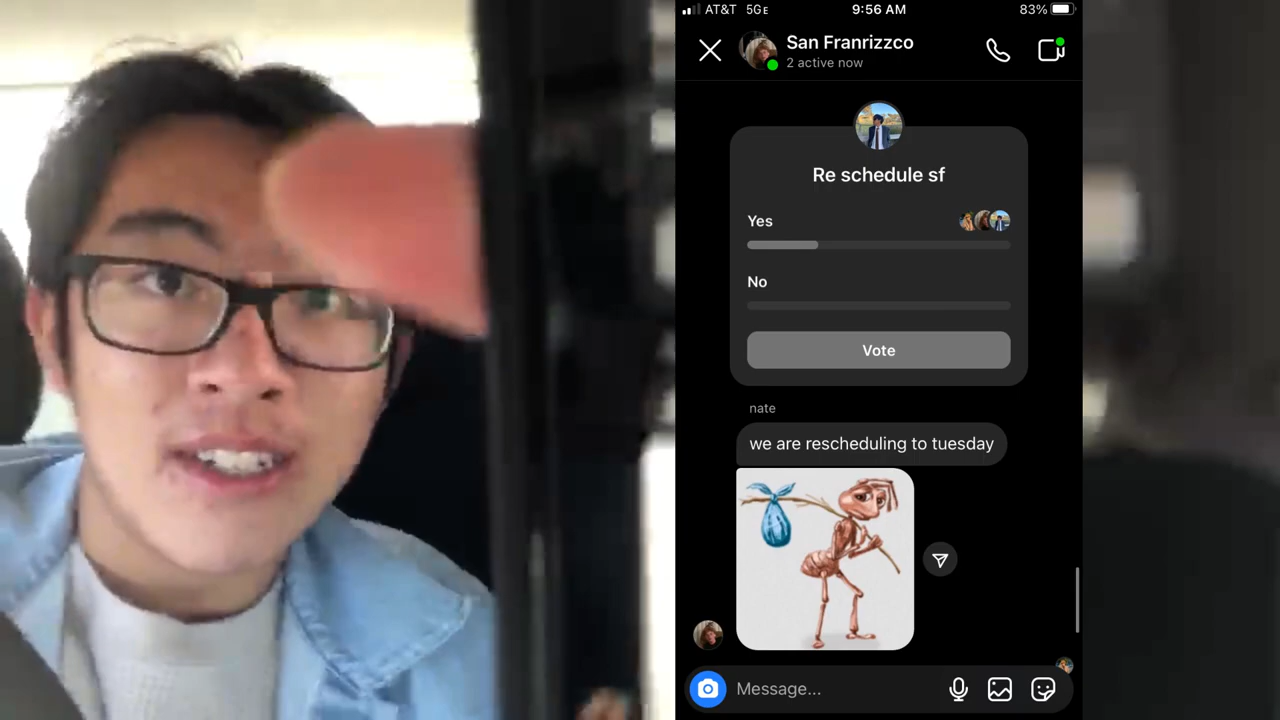 AT&T 5GE 9:56 AM 83%
San Franrizzco
2 active now
Re schedule sf
Yes
No
Vote
nate
we are rescheduling to tuesday
Message...